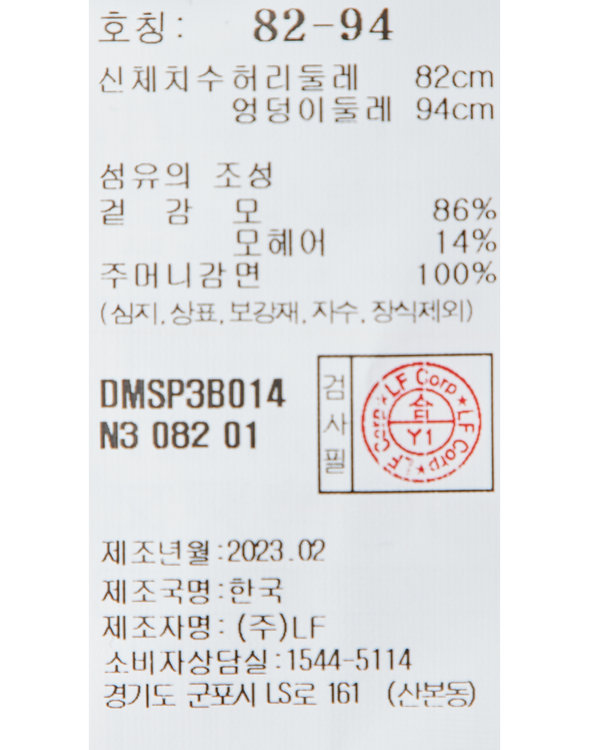 호칭: 82-94
신체치수 허리둘레 82cm
엉덩이둘레 94cm
섬유의 조성
겉 감 모 86%
모헤어 14%
주머니감 면 100%
(심지, 상표, 보강재, 자수, 장식제외)
DMSP3B014
N3 082 01
검사필
LF Corp ★ LF Corp ★ LF Corp ★
합
Y1
제조년월:2023.02
제조국명:한국
제조자명: (주)LF
소비자상담실:1544-5114
경기도 군포시 LS로 161 (산본동)